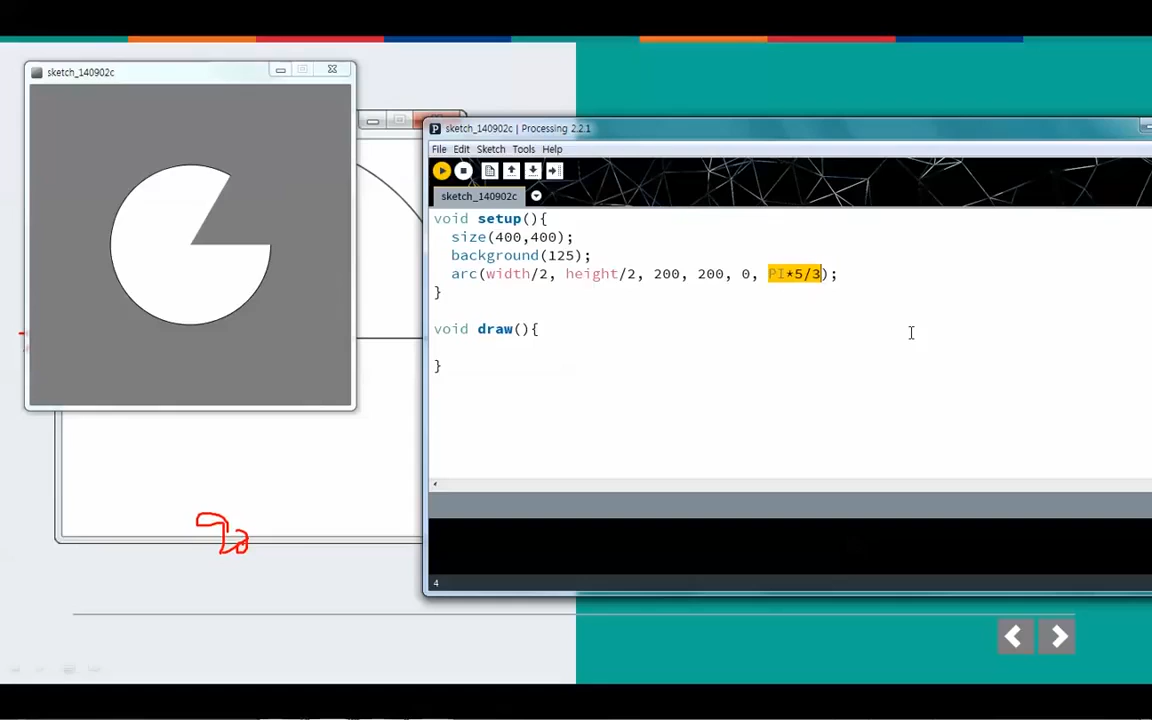 sketch_140902c
sketch_140902c | Processing 2.2.1
File Edit Sketch Tools Help
sketch_140902c
void setup(){
size(400,400);
background(125);
arc(width/2, height/2, 200, 200, 0, PI*5/3);
}
void draw(){
}
4